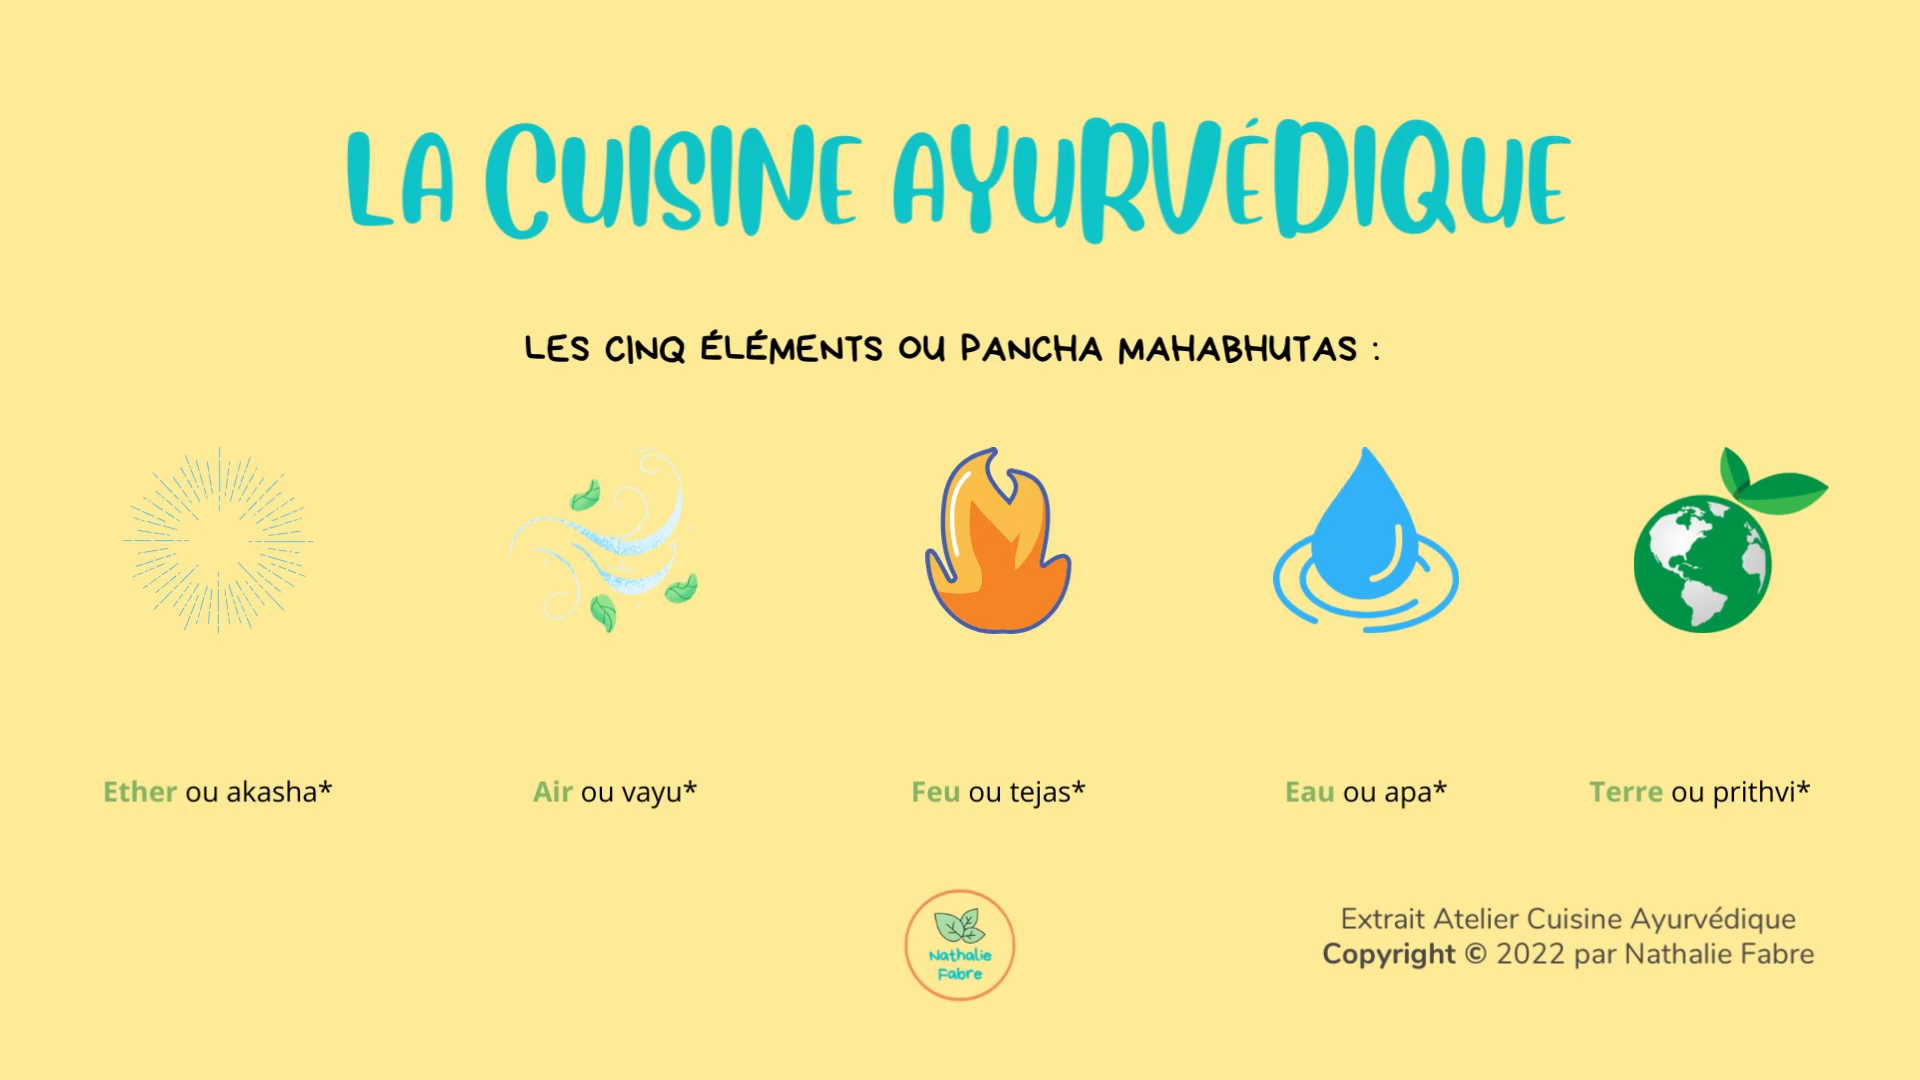 LA CUISINE AYURVÉDIQUE
LES CINQ ÉLÉMENTS OU PANCHA MAHABHUTAS :
Ether ou akasha*
Air ou vayu*
Feu ou tejas*
Eau ou apa*
Terre ou prithvi*
Nathalie
Fabre
Extrait Atelier Cuisine Ayurvédique
Copyright © 2022 par Nathalie Fabre